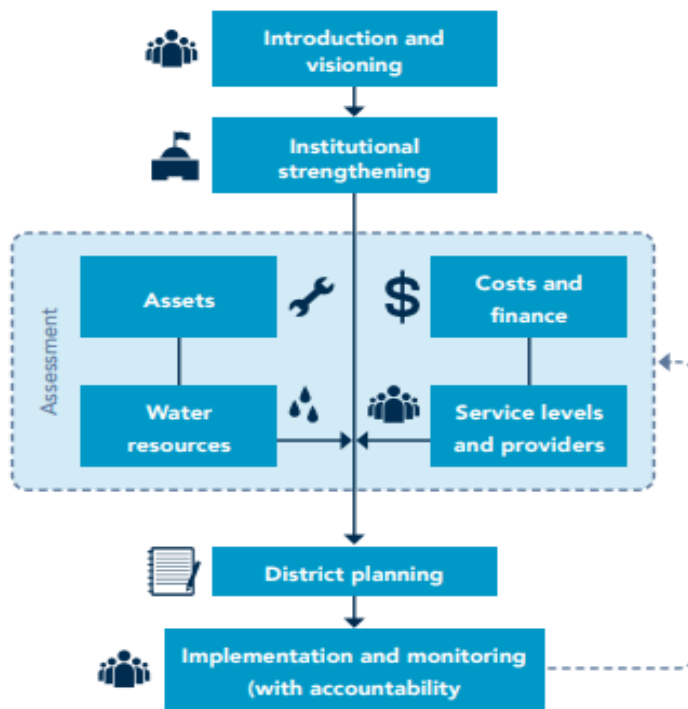 Introduction and
visioning
Institutional
strengthening
Assessment
Assets
$
Costs and
finance
Water
resources
Service levels
and providers
District planning
Implementation and monitoring
(with accountability